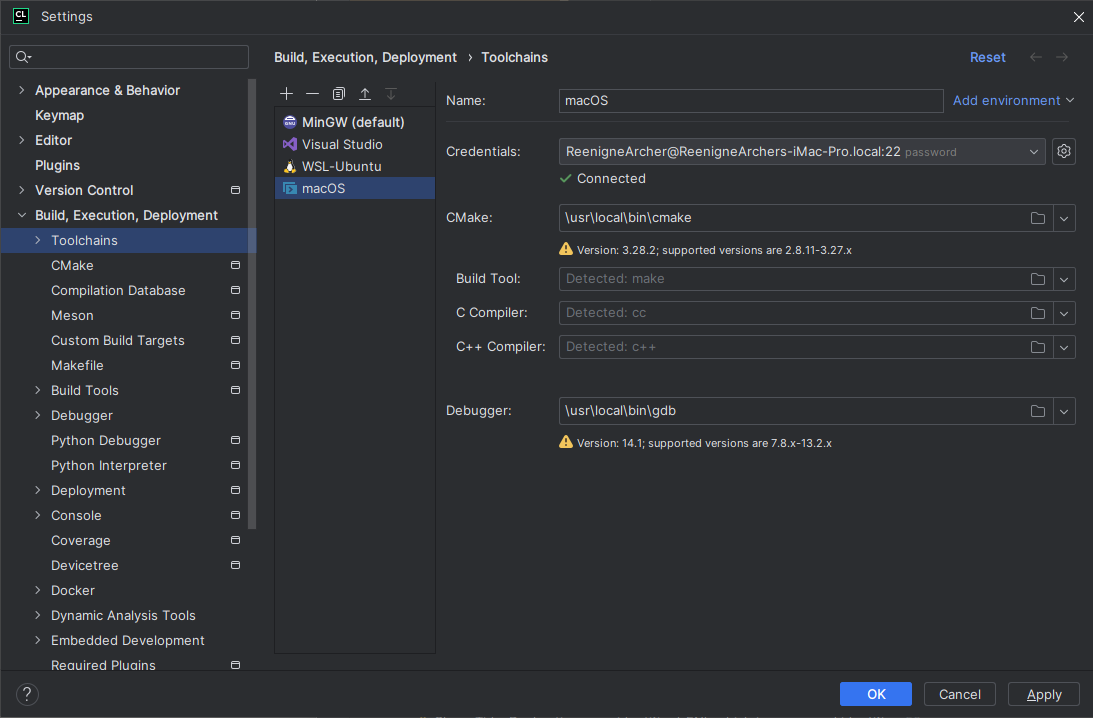 CL Settings
Build, Execution, Deployment › Toolchains
Reset
Appearance & Behavior
Keymap
Editor
Plugins
Version Control
Build, Execution, Deployment
Toolchains
CMake
Compilation Database
Meson
Custom Build Targets
Makefile
Build Tools
Debugger
Python Debugger
Python Interpreter
Deployment
Console
Coverage
Devicetree
Docker
Dynamic Analysis Tools
Embedded Development
Required Plugins
MinGW (default)
Visual Studio
WSL-Ubuntu
macOS
Name: macOS Add environment
Credentials: ReenigneArcher@ReenigneArchers-iMac-Pro.local:22 password
Connected
CMake: \usr\local\bin\cmake
Version: 3.28.2; supported versions are 2.8.11-3.27.x
Build Tool: Detected: make
C Compiler: Detected: cc
C++ Compiler: Detected: c++
Debugger: \usr\local\bin\gdb
Version: 14.1; supported versions are 7.8.x-13.2.x
?
OK Cancel Apply